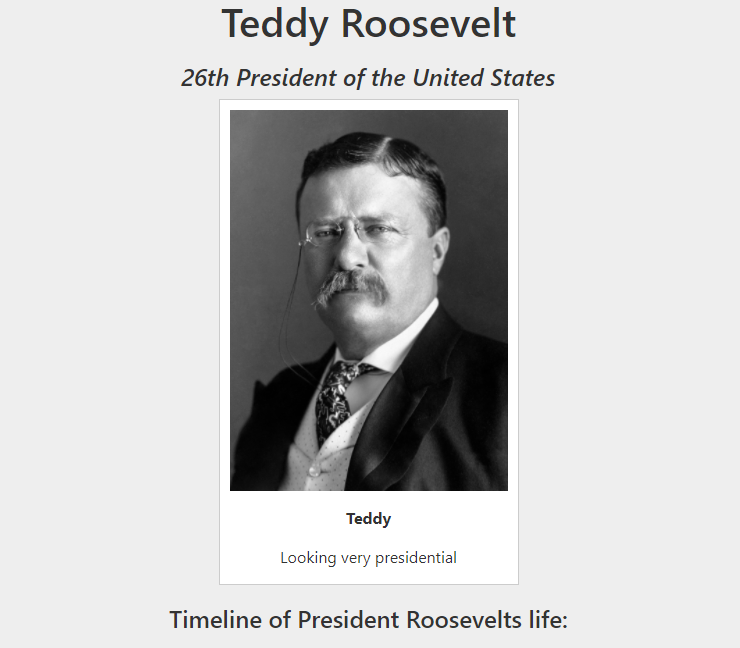 Teddy Roosevelt
26th President of the United States
Teddy
Looking very presidential
Timeline of President Roosevelts life: